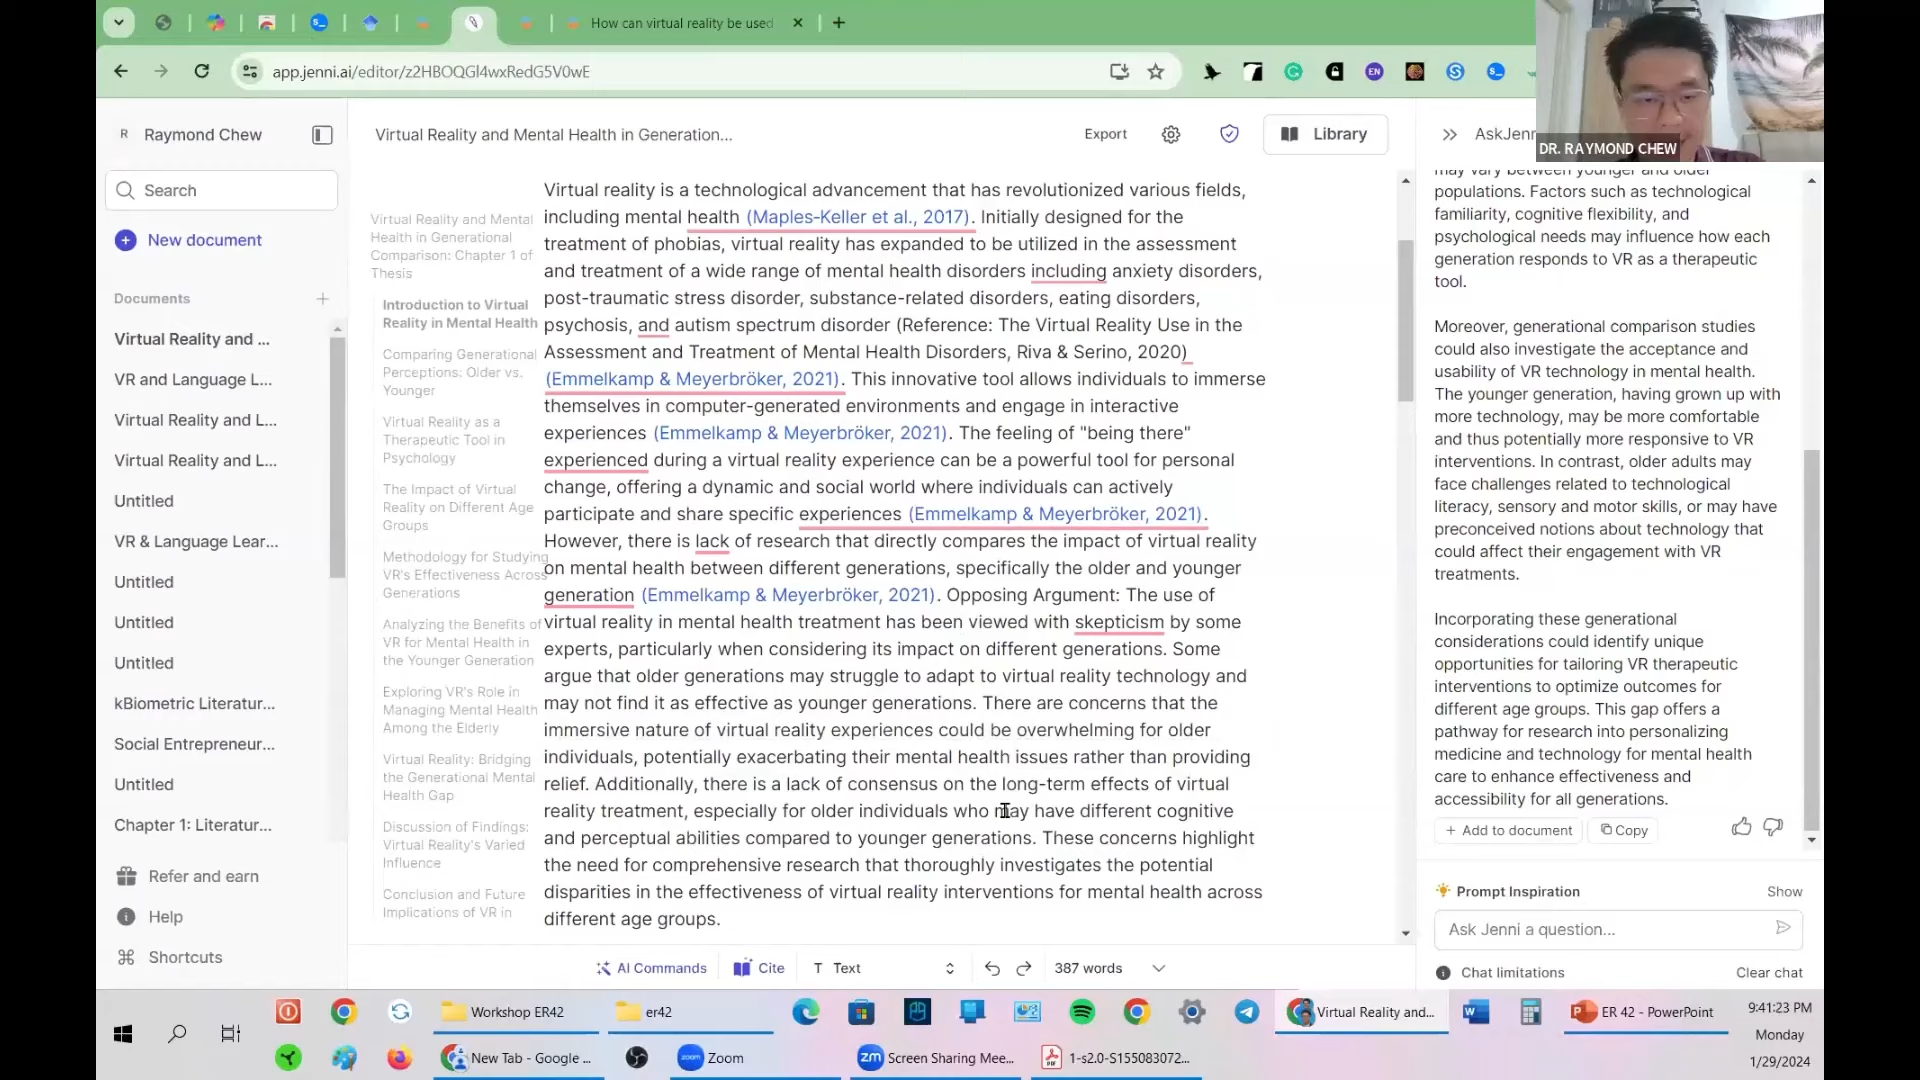 How can virtual reality be used
app.jenni.ai/editor/z2HBOQGl4wxRedG5V0wE
EN
DR. RAYMOND CHEW
R Raymond Chew
Search
New document
Documents
Virtual Reality and ...
VR and Language L...
Virtual Reality and L...
Virtual Reality and L...
Untitled
VR & Language Lear...
Untitled
Untitled
Untitled
kBiometric Literatur...
Social Entrepreneur...
Untitled
Chapter 1: Literatur...
Refer and earn
Help
Shortcuts
Virtual Reality and Mental Health in Generation...
Export
Library
Virtual Reality and Mental
Health in Generational
Comparison: Chapter 1 of
Thesis
Introduction to Virtual
Reality in Mental Health
Comparing Generational
Perceptions: Older vs.
Younger
Virtual Reality as a
Therapeutic Tool in
Psychology
The Impact of Virtual
Reality on Different Age
Groups
Methodology for Studying
VR's Effectiveness Across
Generations
Analyzing the Benefits of
VR for Mental Health in
the Younger Generation
Exploring VR's Role in
Managing Mental Health
Among the Elderly
Virtual Reality: Bridging
the Generational Mental
Health Gap
Discussion of Findings:
Virtual Reality's Varied
Influence
Conclusion and Future
Implications of VR in
Virtual reality is a technological advancement that has revolutionized various fields,
including mental health (Maples-Keller et al., 2017). Initially designed for the
treatment of phobias, virtual reality has expanded to be utilized in the assessment
and treatment of a wide range of mental health disorders including anxiety disorders,
post-traumatic stress disorder, substance-related disorders, eating disorders,
psychosis, and autism spectrum disorder (Reference: The Virtual Reality Use in the
Assessment and Treatment of Mental Health Disorders, Riva & Serino, 2020)
(Emmelkamp & Meyerbröker, 2021). This innovative tool allows individuals to immerse
themselves in computer-generated environments and engage in interactive
experiences (Emmelkamp & Meyerbröker, 2021). The feeling of "being there"
experienced during a virtual reality experience can be a powerful tool for personal
change, offering a dynamic and social world where individuals can actively
participate and share specific experiences (Emmelkamp & Meyerbröker, 2021).
However, there is lack of research that directly compares the impact of virtual reality
on mental health between different generations, specifically the older and younger
generation (Emmelkamp & Meyerbröker, 2021). Opposing Argument: The use of
virtual reality in mental health treatment has been viewed with skepticism by some
experts, particularly when considering its impact on different generations. Some
argue that older generations may struggle to adapt to virtual reality technology and
may not find it as effective as younger generations. There are concerns that the
immersive nature of virtual reality experiences could be overwhelming for older
individuals, potentially exacerbating their mental health issues rather than providing
relief. Additionally, there is a lack of consensus on the long-term effects of virtual
reality treatment, especially for older individuals who may have different cognitive
and perceptual abilities compared to younger generations. These concerns highlight
the need for comprehensive research that thoroughly investigates the potential
disparities in the effectiveness of virtual reality interventions for mental health across
different age groups.
AI Commands
Cite
T Text
387 words
AskJenn
may vary between younger and older
populations. Factors such as technological
familiarity, cognitive flexibility, and
psychological needs may influence how each
generation responds to VR as a therapeutic
tool.
Moreover, generational comparison studies
could also investigate the acceptance and
usability of VR technology in mental health.
The younger generation, having grown up with
more technology, may be more comfortable
and thus potentially more responsive to VR
interventions. In contrast, older adults may
face challenges related to technological
literacy, sensory and motor skills, or may have
preconceived notions about technology that
could affect their engagement with VR
treatments.
Incorporating these generational
considerations could identify unique
opportunities for tailoring VR therapeutic
interventions to optimize outcomes for
different age groups. This gap offers a
pathway for research into personalizing
medicine and technology for mental health
care to enhance effectiveness and
accessibility for all generations.
+ Add to document
Copy
Prompt Inspiration
Show
Ask Jenni a question...
Chat limitations
Clear chat
Workshop ER42
er42
Virtual Reality and...
ER 42 - PowerPoint
9:41:23 PM
Monday
1/29/2024
New Tab - Google ...
zoom Zoom
zm Screen Sharing Mee...
1-s2.0-S155083072...